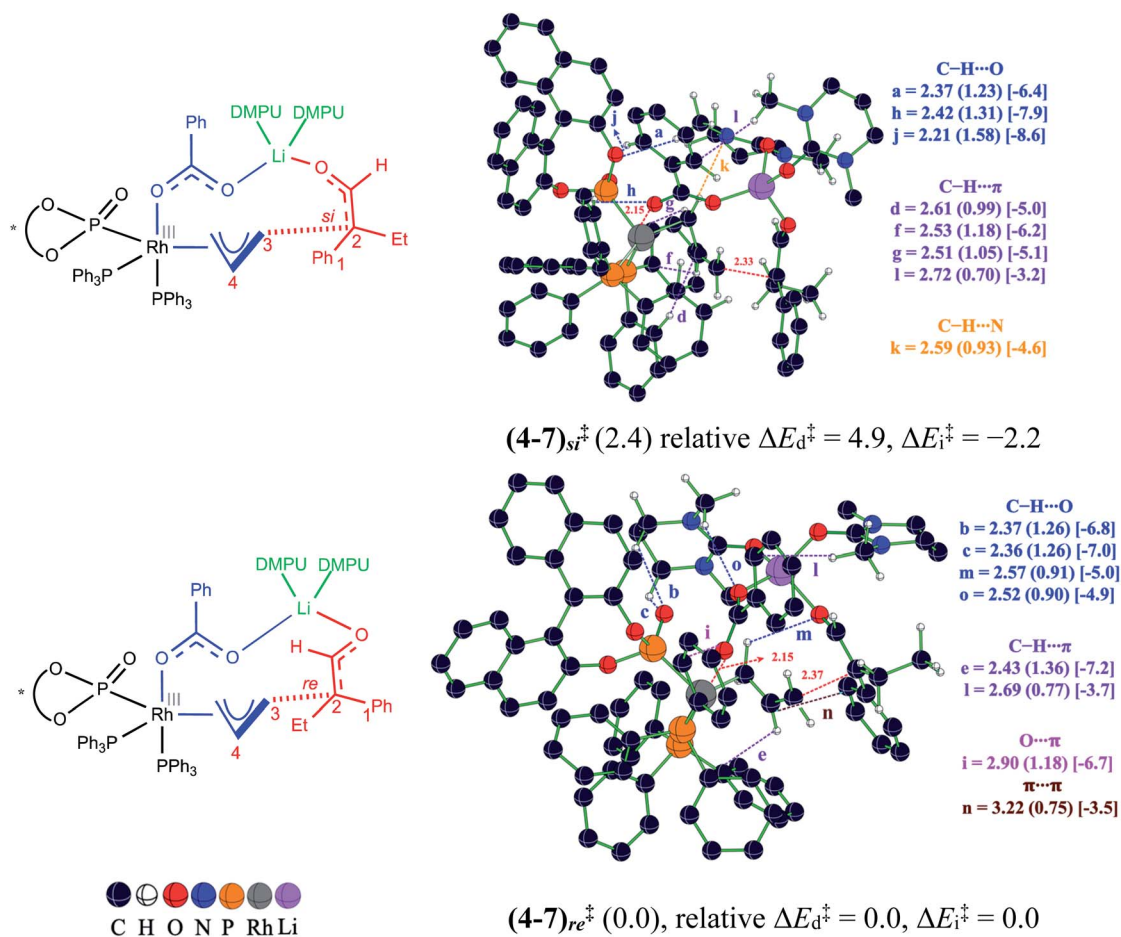 DMPU
DMPU
Ph
Li
O
H
O
O
O
si
O
P
*
O
Rh
III
3
2
Et
Ph
1
Ph3P
PPh3
4
j
a
l
k
h
2.15
g
f
2.33
d
C−H···O
a = 2.37 (1.23) [-6.4]
h = 2.42 (1.31) [-7.9]
j = 2.21 (1.58) [-8.6]
C−H···π
d = 2.61 (0.99) [-5.0]
f = 2.53 (1.18) [-6.2]
g = 2.51 (1.05) [-5.1]
l = 2.72 (0.70) [-3.2]
C−H···N
k = 2.59 (0.93) [-4.6]
(4-7)si‡ (2.4) relative ΔEd‡ = 4.9, ΔEi‡ = −2.2
DMPU
DMPU
Ph
Li
H
O
O
O
O
O
P
*
O
Rh
III
re
3
2
1
Ph
Et
Ph3P
PPh3
4
b
c
o
l
i
m
2.15
2.37
n
e
C−H···O
b = 2.37 (1.26) [-6.8]
c = 2.36 (1.26) [-7.0]
m = 2.57 (0.91) [-5.0]
o = 2.52 (0.90) [-4.9]
C−H···π
e = 2.43 (1.36) [-7.2]
l = 2.69 (0.77) [-3.7]
O···π
i = 2.90 (1.18) [-6.7]
π···π
n = 3.22 (0.75) [-3.5]
C H O N P Rh Li
(4-7)re‡ (0.0), relative ΔEd‡ = 0.0, ΔEi‡ = 0.0